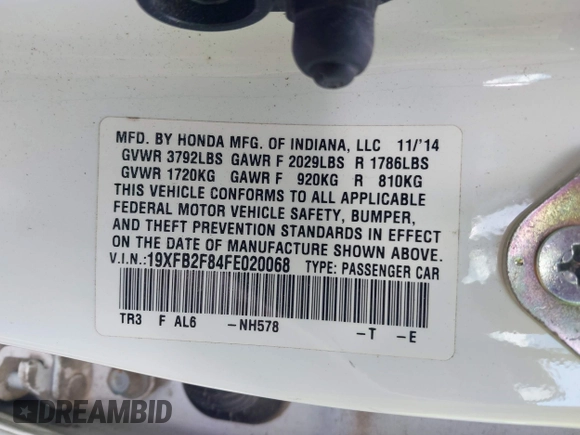 MFD. BY HONDA MFG. OF INDIANA, LLC 11/'14
GVWR 3792LBS GAWR F 2029LBS R 1786LBS
GVWR 1720KG GAWR F 920KG R 810KG
THIS VEHICLE CONFORMS TO ALL APPLICABLE
FEDERAL MOTOR VEHICLE SAFETY, BUMPER,
AND THEFT PREVENTION STANDARDS IN EFFECT
ON THE DATE OF MANUFACTURE SHOWN ABOVE.
V.I.N.:19XFB2F84FE020068 TYPE: PASSENGER CAR
TR3 F AL6 -NH578 -T -E
DREAMBID